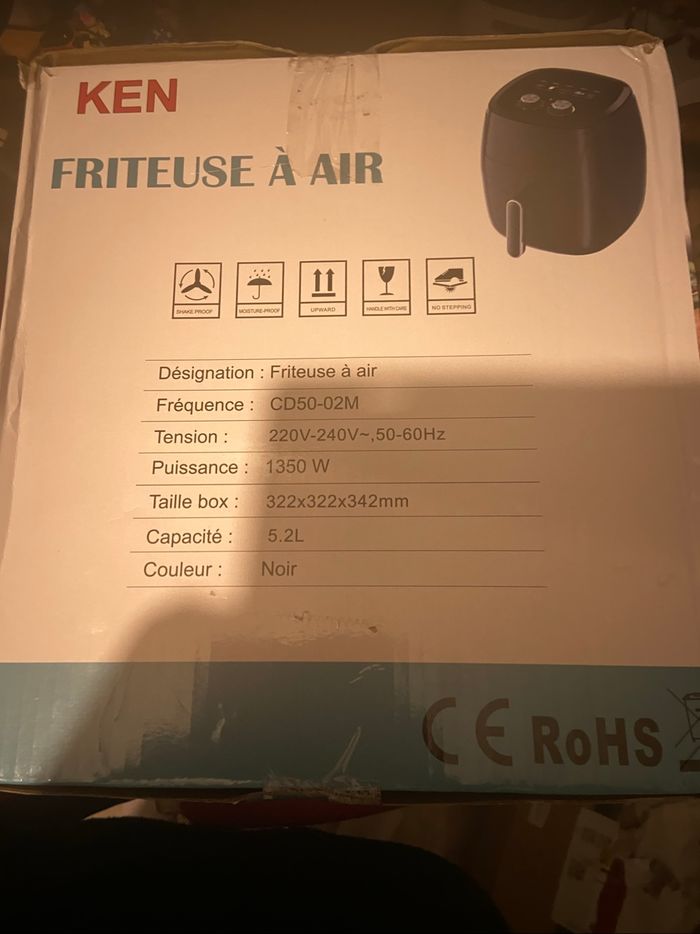 KEN
FRITEUSE À AIR
SHAKE PROOF
MOISTURE-PROOF
UPWARD
HANDLE WITH CARE
NO STEPPING
Désignation : Friteuse à air
Fréquence : CD50-02M
Tension : 220V-240V~,50-60Hz
Puissance : 1350 W
Taille box : 322x322x342mm
Capacité : 5.2L
Couleur : Noir
CE RoHS